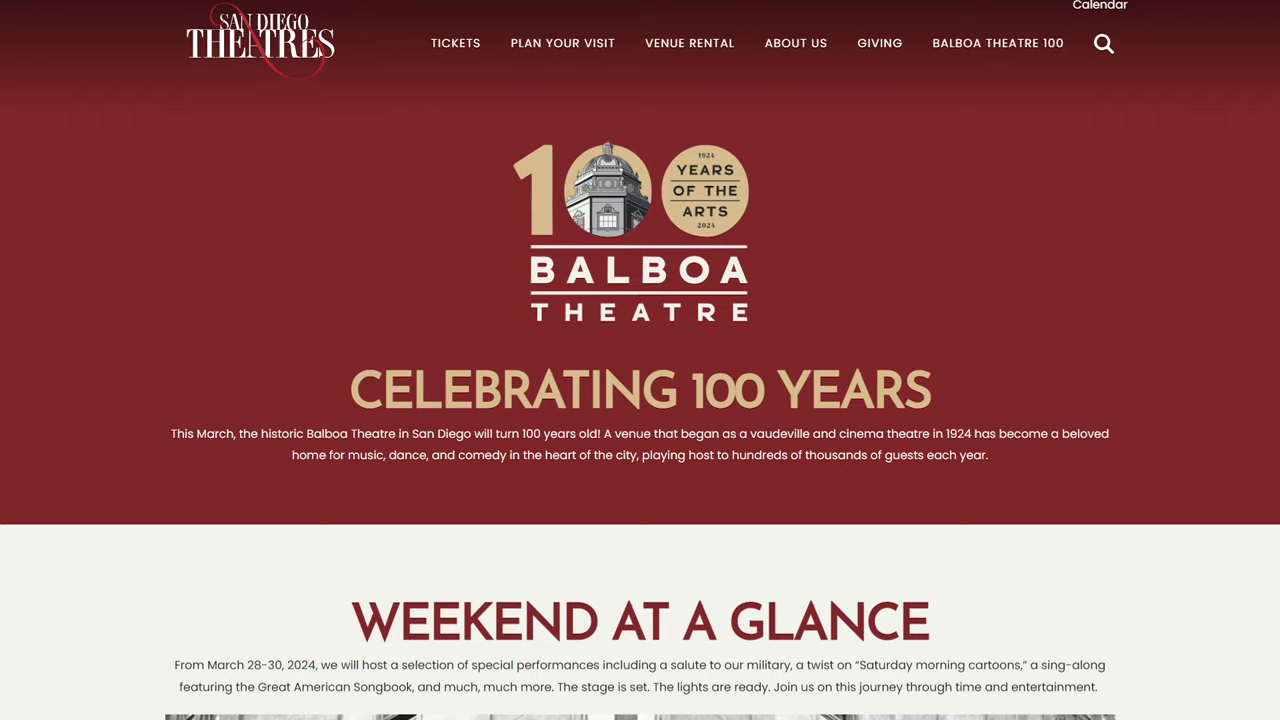 Calendar
SAN DIEGO
THEATRES
TICKETS PLAN YOUR VISIT VENUE RENTAL ABOUT US GIVING BALBOA THEATRE 100
100
1924
YEARS
OF THE
ARTS
2024
BALBOA
THEATRE
CELEBRATING 100 YEARS
This March, the historic Balboa Theatre in San Diego will turn 100 years old! A venue that began as a vaudeville and cinema theatre in 1924 has become a beloved
home for music, dance, and comedy in the heart of the city, playing host to hundreds of thousands of guests each year.
WEEKEND AT A GLANCE
From March 28-30, 2024, we will host a selection of special performances including a salute to our military, a twist on “Saturday morning cartoons,” a sing-along
featuring the Great American Songbook, and much, much more. The stage is set. The lights are ready. Join us on this journey through time and entertainment.